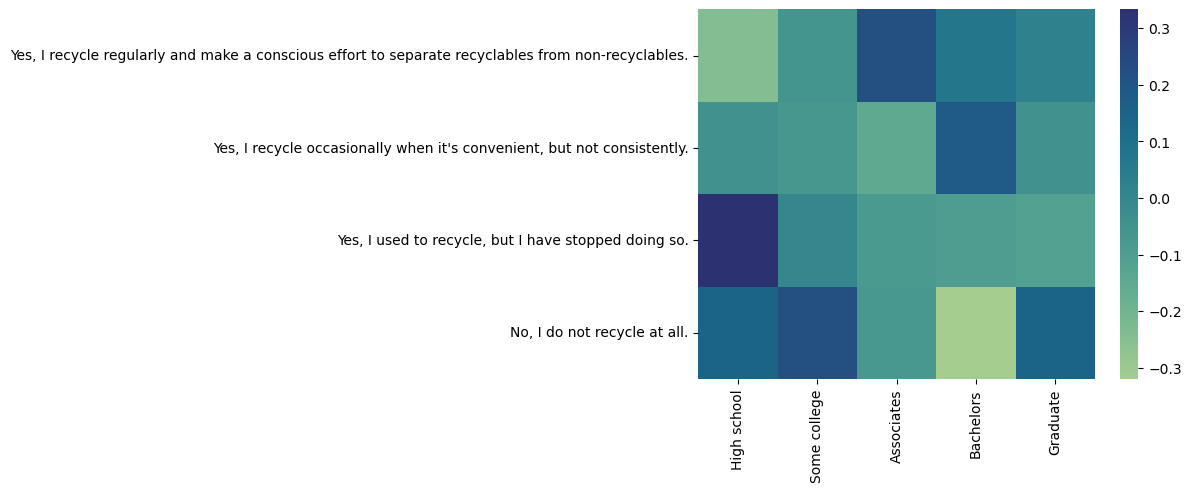 Yes, I recycle regularly and make a conscious effort to separate recyclables from non-recyclables.
Yes, I recycle occasionally when it's convenient, but not consistently.
Yes, I used to recycle, but I have stopped doing so.
No, I do not recycle at all.
High school
Some college
Associates
Bachelors
Graduate
0.3
0.2
0.1
0.0
−0.1
−0.2
−0.3